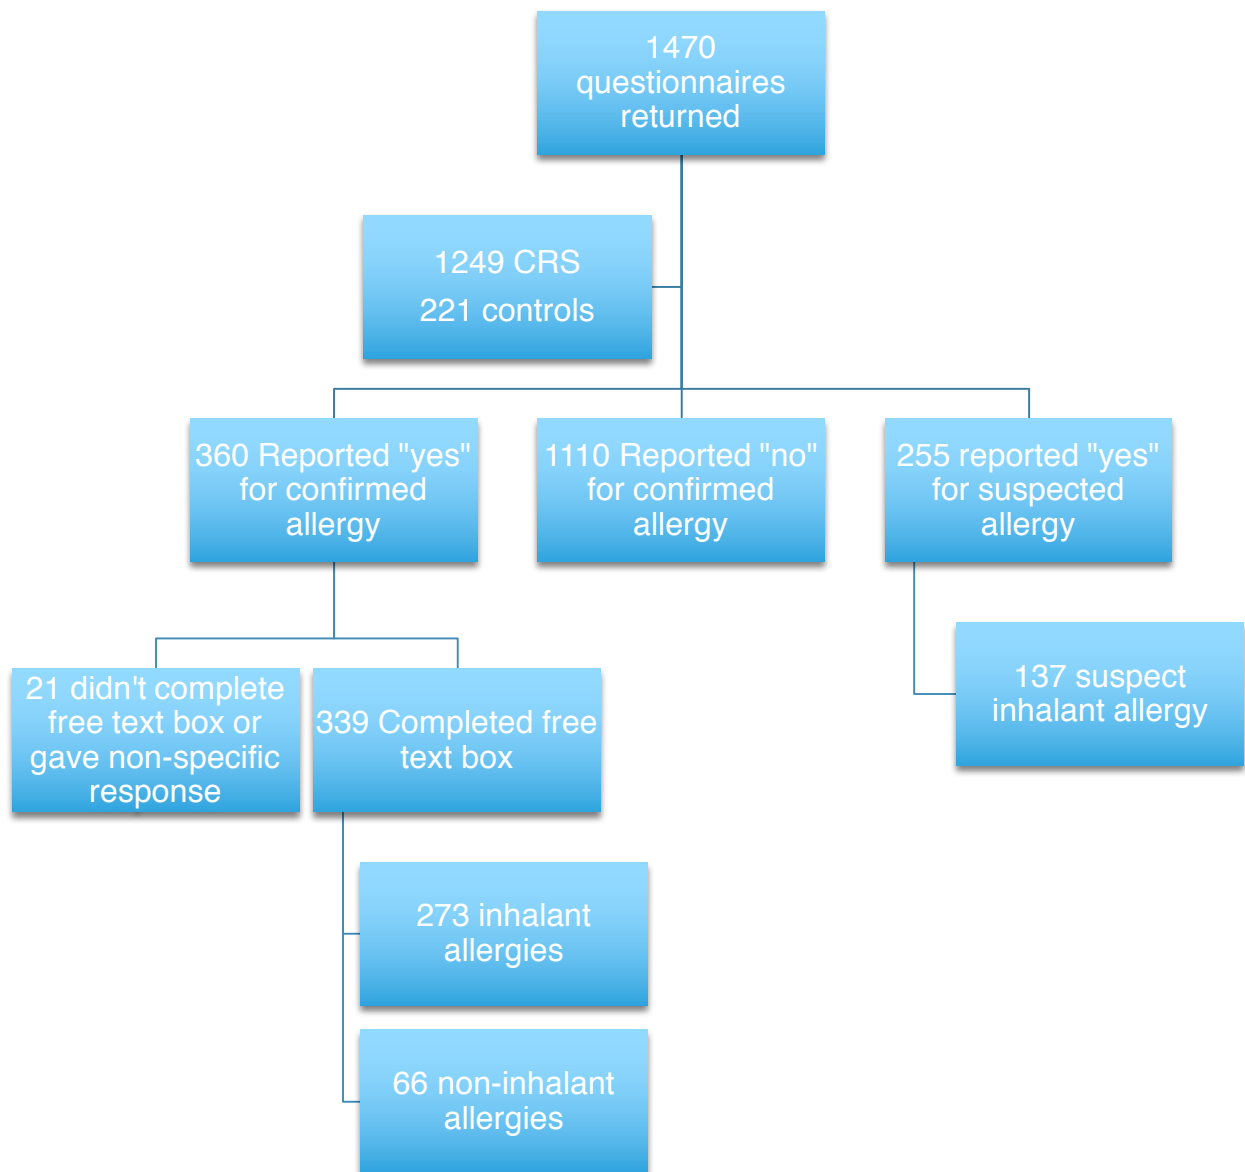 1470
questionnaires
returned
1249 CRS
221 controls
360 Reported "yes"
for confirmed
allergy
1110 Reported "no"
for confirmed
allergy
255 reported "yes"
for suspected
allergy
137 suspect
inhalant allergy
21 didn't complete
free text box or
gave non-specific
response
339 Completed free
text box
273 inhalant
allergies
66 non-inhalant
allergies